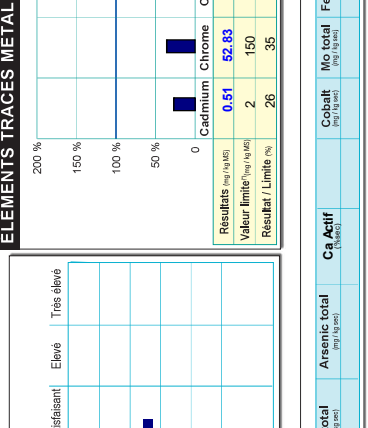 ELEMENTS TRACES METAL
200 %
150 %
100 %
50 %
0
Cadmium Chrome
Résultats (mg / kg MS) 0.51 52.83
Valeur limite (mg / kg MS) 2 150
Résultat / Limite (%) 26 35
Très élevé
Elevé
isfaisant
Mo total
(mg / kg sec)
Cobalt
(mg / kg sec)
Ca Actif
(%sec)
Arsenic total
(mg / kg sec)
otal